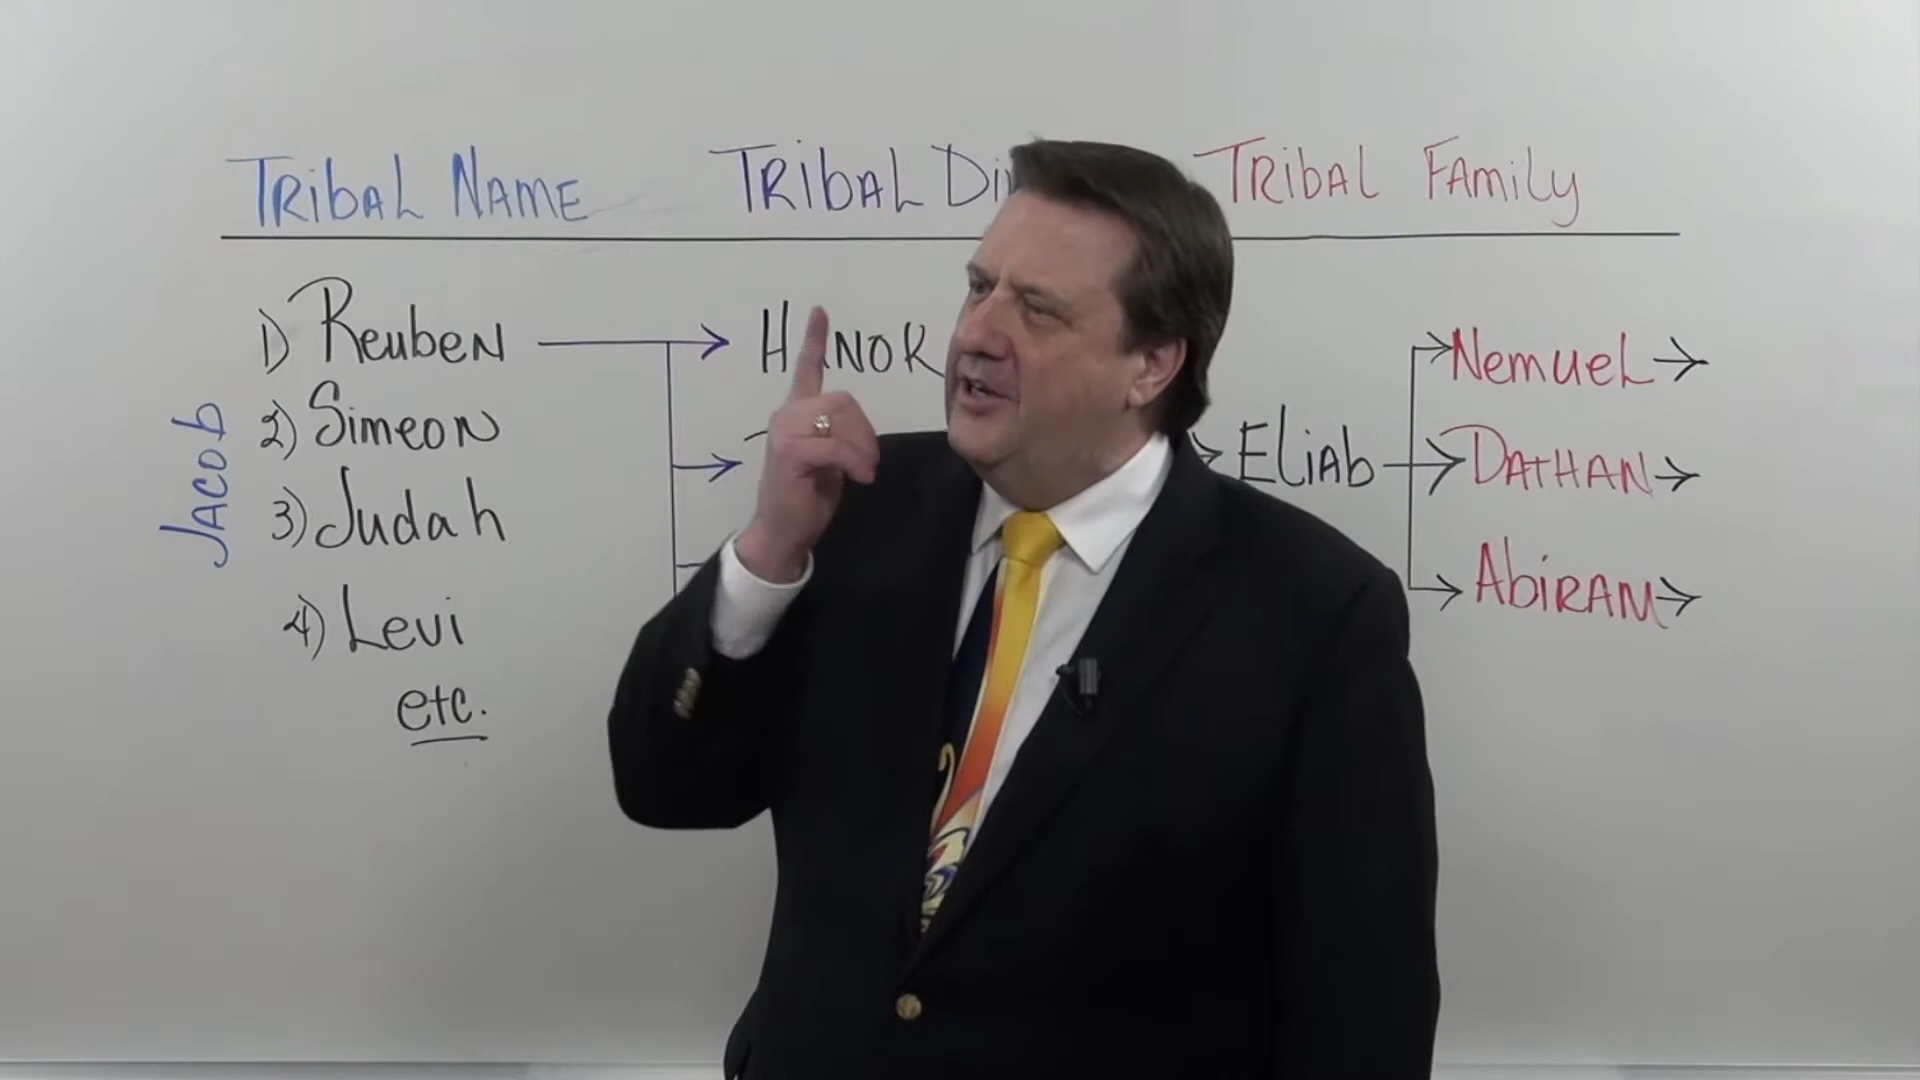 Tribal Name
Tribal Di
Tribal Family
1) Reuben
Nemuel
2) Simeon
Eliab
Dathan
Jacob
3) Judah
Abiram
4) Levi
etc.